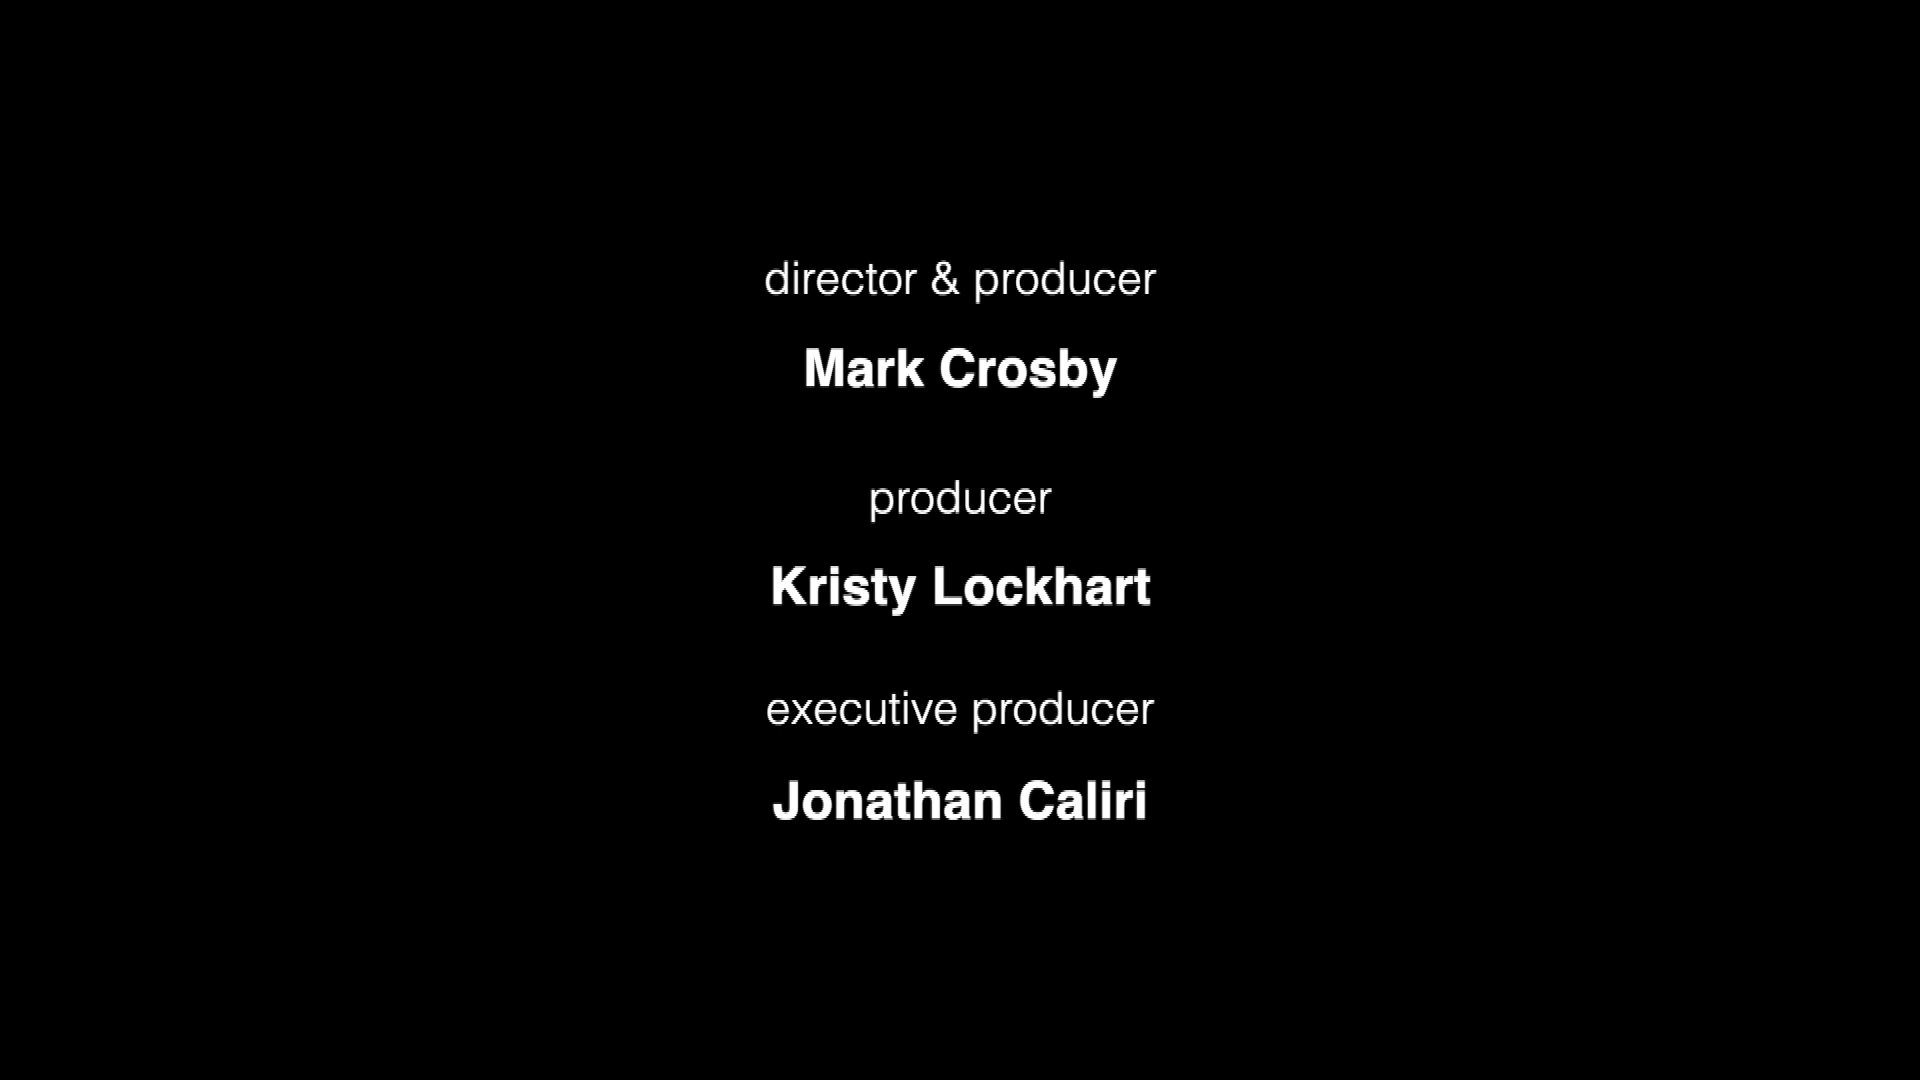 director & producer
Mark Crosby
producer
Kristy Lockhart
executive producer
Jonathan Caliri